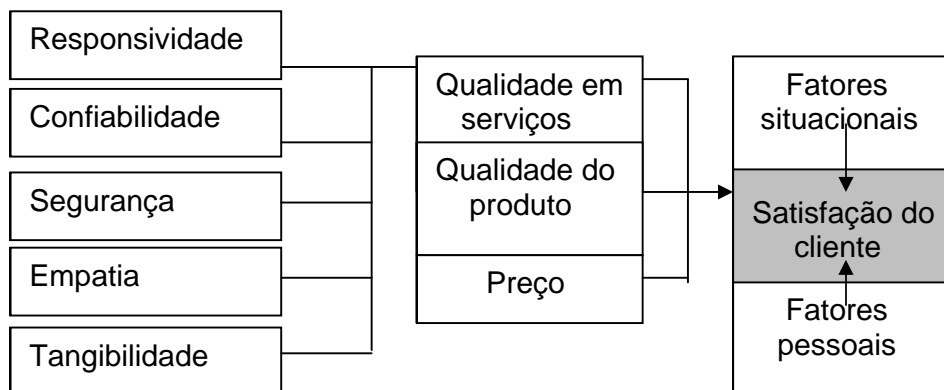 Responsividade
Confiabilidade
Segurança
Empatia
Tangibilidade
Qualidade em
serviços
Qualidade do
produto
Preço
Fatores
situacionais
Satisfação do
cliente
Fatores
pessoais